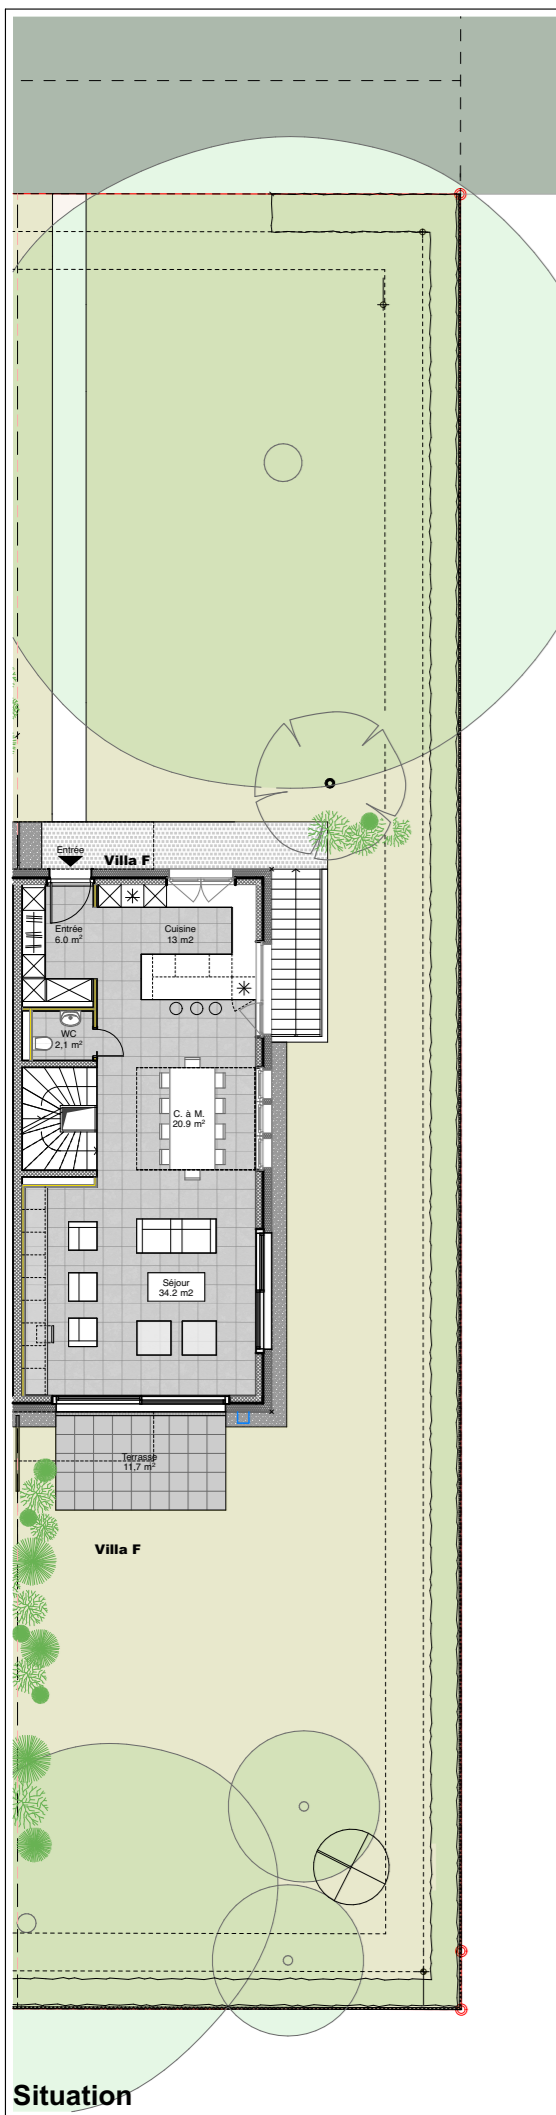 Entrée
Villa F
Entrée
6.0 m²
Cuisine
13 m2
WC
2,1 m²
C. à M.
20.9 m²
Séjour
34.2 m2
Terrasse
11,7 m²
Villa F
Situation